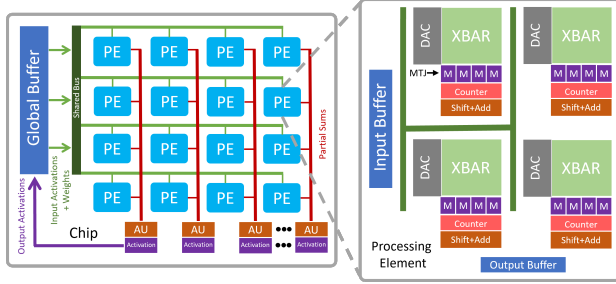 Global Buffer
Shared Bus
PE PE PE PE
PE PE PE PE
PE PE PE PE
PE PE PE PE
Partial Sums
Output Activations
Input Activations
+ Weights
Chip
AU AU AU ••• AU
Activation Activation Activation ••• Activation
Input Buffer
DAC XBAR
MTJ M M M M
Counter
Shift+Add
DAC XBAR
M M M M
Counter
Shift+Add
DAC XBAR
M M M M
Counter
Shift+Add
DAC XBAR
M M M M
Counter
Shift+Add
Processing
Element
Output Buffer